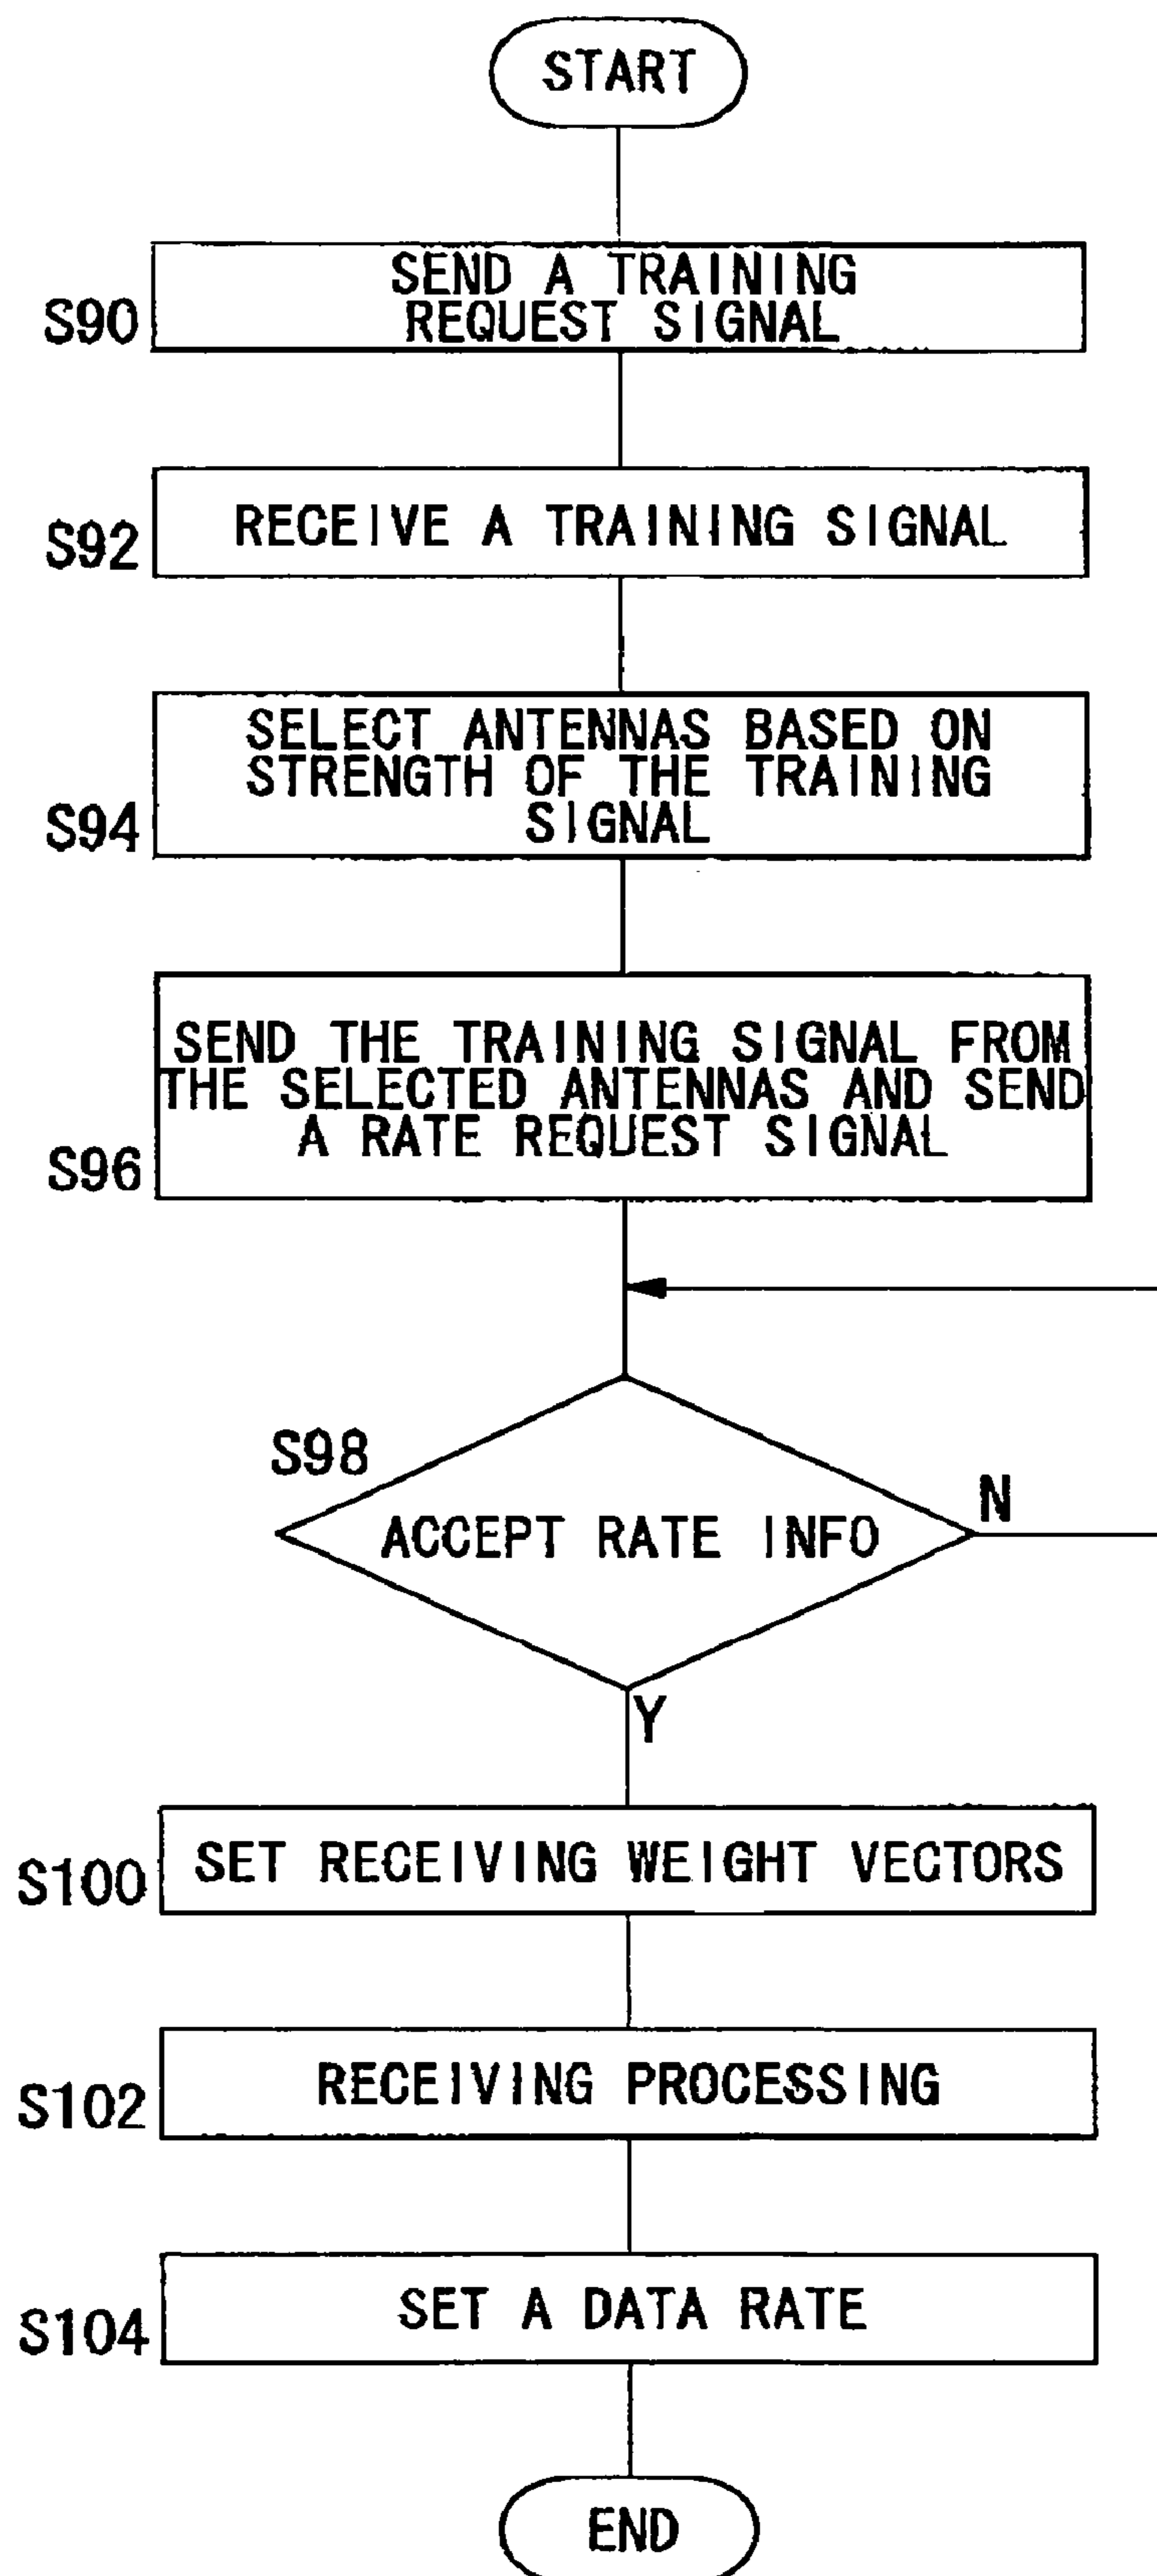 START
SEND A TRAINING
REQUEST SIGNAL
S90
RECEIVE A TRAINING SIGNAL
S92
SELECT ANTENNAS BASED ON
STRENGTH OF THE TRAINING
SIGNAL
S94
SEND THE TRAINING SIGNAL FROM
THE SELECTED ANTENNAS AND SEND
A RATE REQUEST SIGNAL
S96
S98
N
ACCEPT RATE INFO
Y
S100
SET RECEIVING WEIGHT VECTORS
S102
RECEIVING PROCESSING
S104
SET A DATA RATE
END